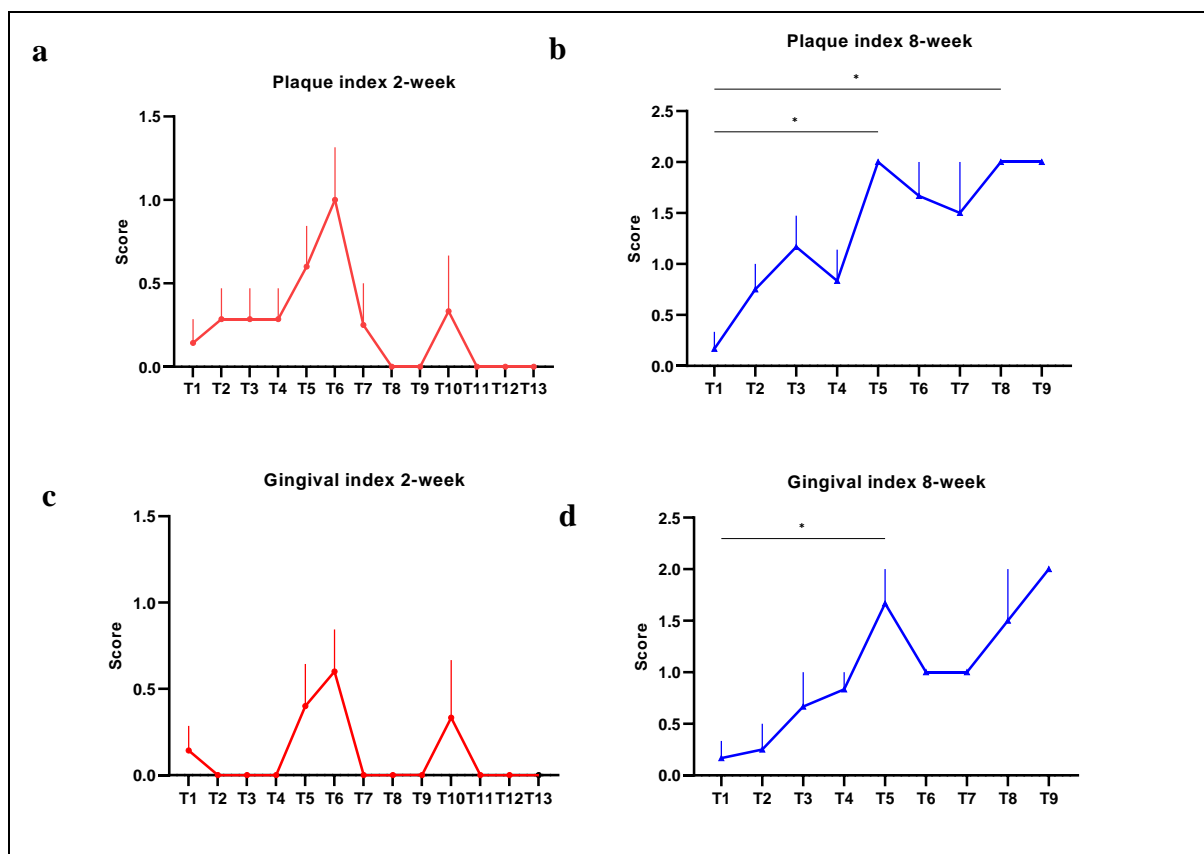 a
Plaque index 2-week
Score
1.5
1.0
0.5
0.0
T1 T2 T3 T4 T5 T6 T7 T8 T9 T10 T11 T12 T13
b
Plaque index 8-week
*
*
Score
2.5
2.0
1.5
1.0
0.5
0.0
T1 T2 T3 T4 T5 T6 T7 T8 T9
c
Gingival index 2-week
Score
1.5
1.0
0.5
0.0
T1 T2 T3 T4 T5 T6 T7 T8 T9 T10 T11 T12 T13
d
Gingival index 8-week
*
Score
2.5
2.0
1.5
1.0
0.5
0.0
T1 T2 T3 T4 T5 T6 T7 T8 T9